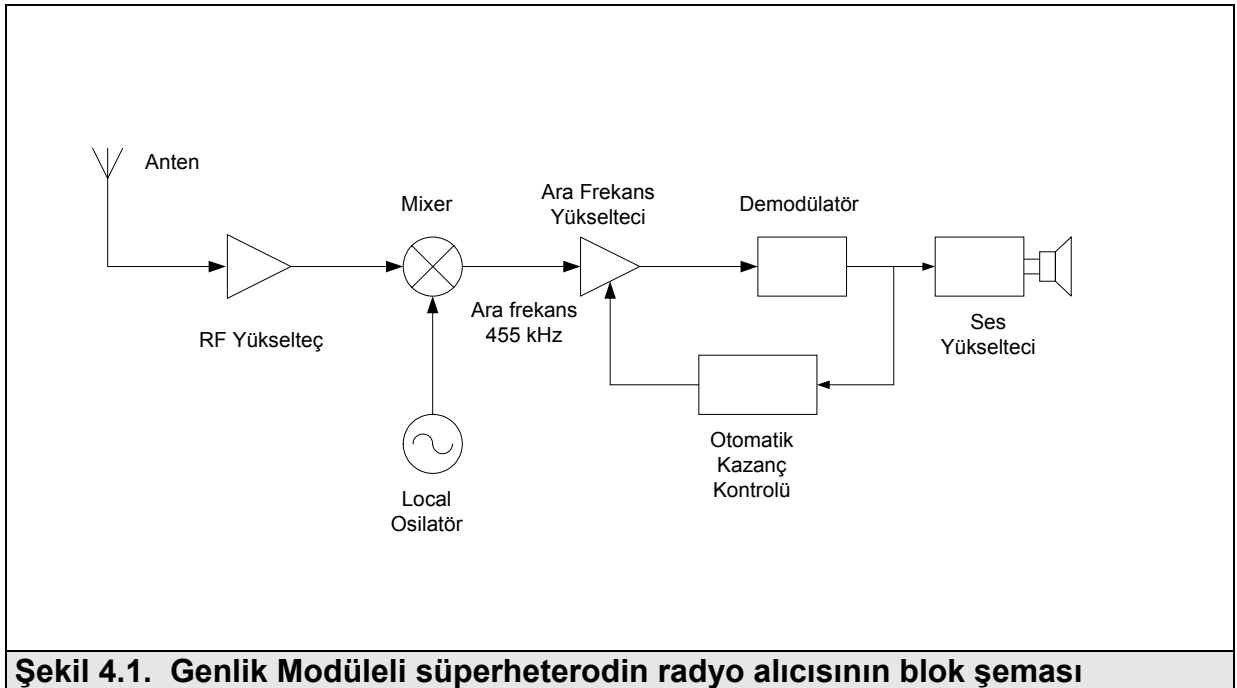 Anten
Mixer
Ara Frekans
Yükselteci
Demodülatör
RF Yükselteç
Ara frekans
455 kHz
Ses
Yükselteci
Local
Osilatör
Otomatik
Kazanç
Kontrolü
Şekil 4.1. Genlik Modüleli süperheterodin radyo alıcısının blok şeması